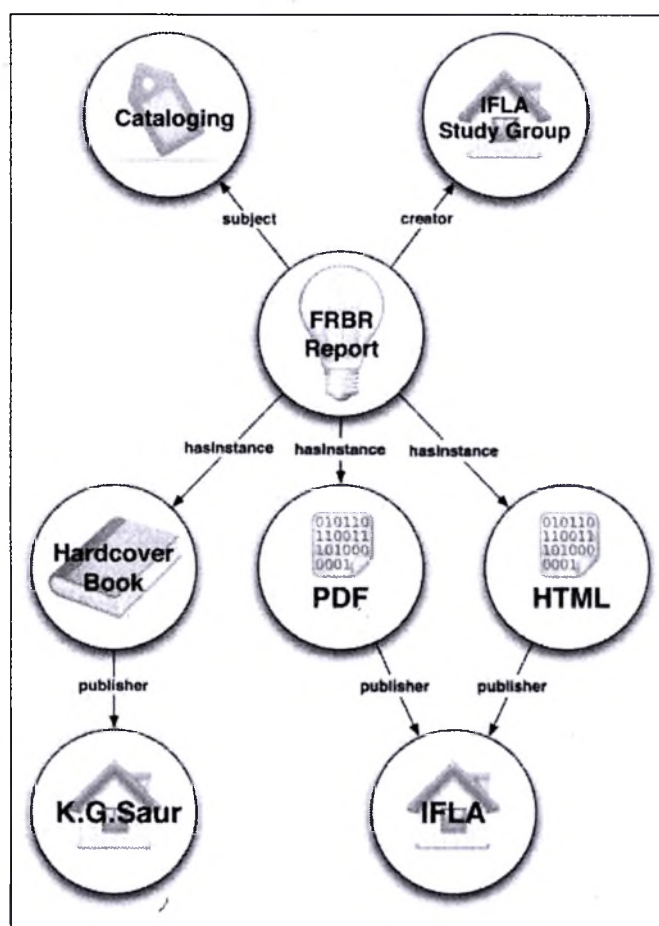 Cataloging
IFLA
Study Group
subject
creator
FRBR
Report
hasInstance
hasInstance
hasInstance
010110
110011
101000
0001
010110
110011
101000
0001
Hardcover
Book
PDF
HTML
publisher
publisher
publisher
K.G.Saur
IFLA